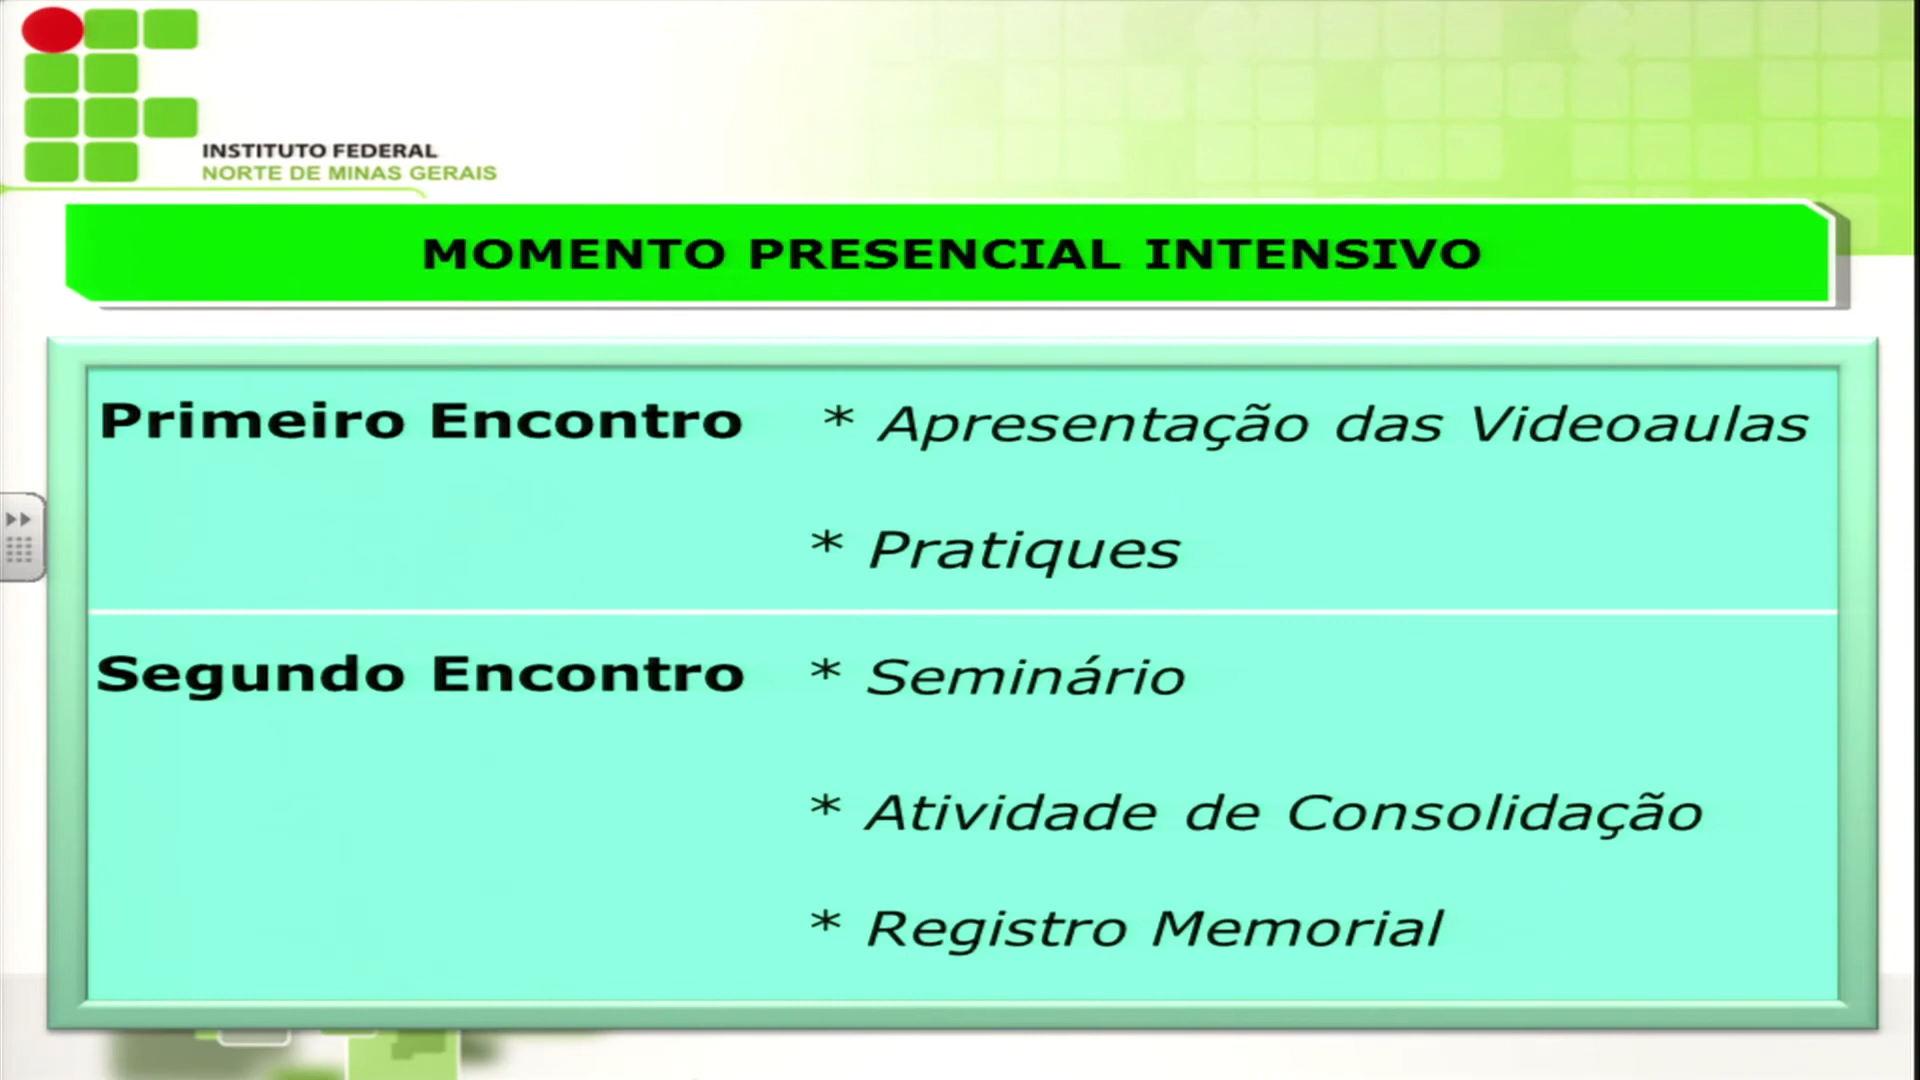 INSTITUTO FEDERAL
NORTE DE MINAS GERAIS
MOMENTO PRESENCIAL INTENSIVO
Primeiro Encontro * Apresentação das Videoaulas
* Pratiques
Segundo Encontro * Seminário
* Atividade de Consolidação
* Registro Memorial